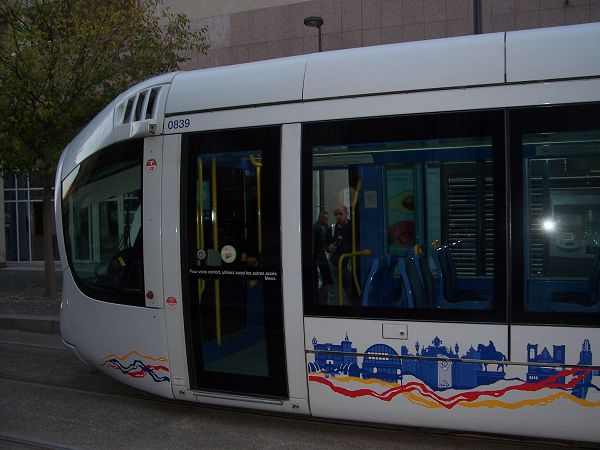 0839
Pour votre confort, utilisez aussi les autres accès
Merci